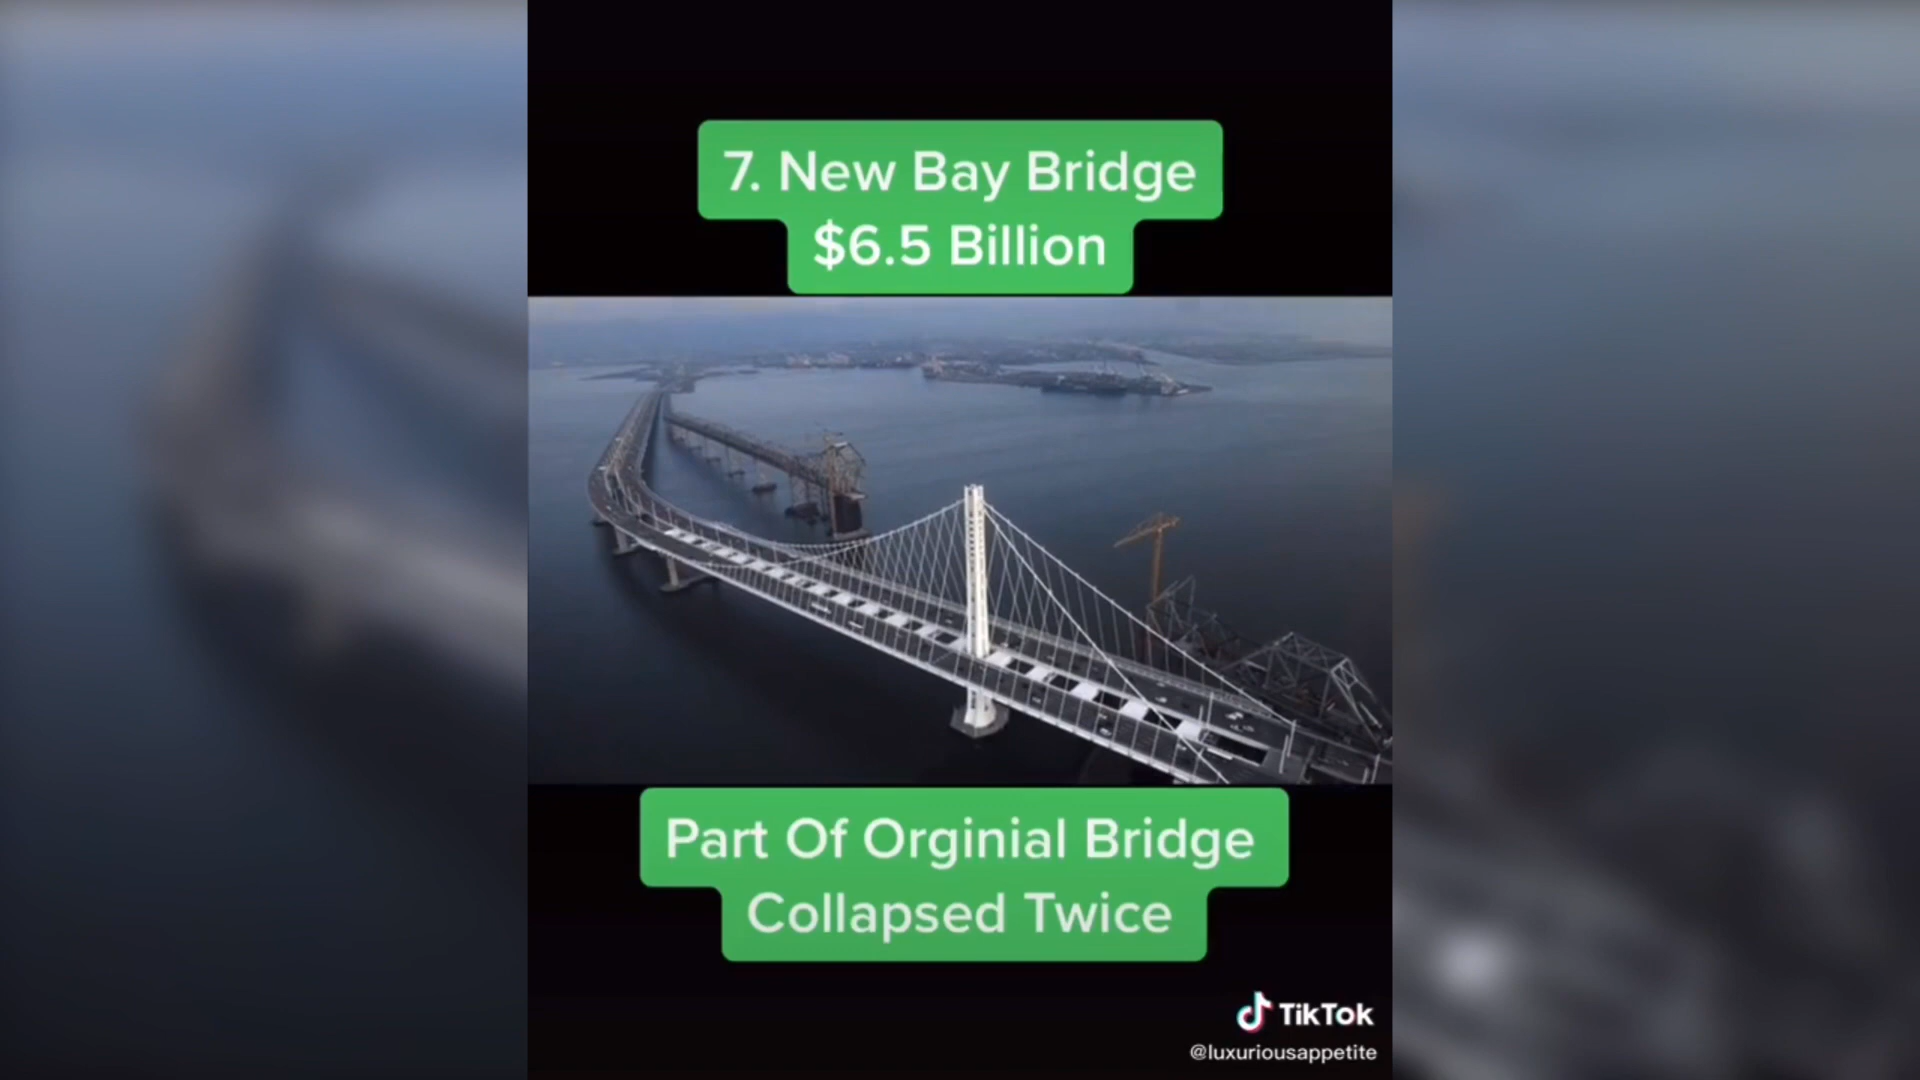 7. New Bay Bridge
$6.5 Billion
Part Of Orginial Bridge
Collapsed Twice
TikTok
@luxuriousappetite